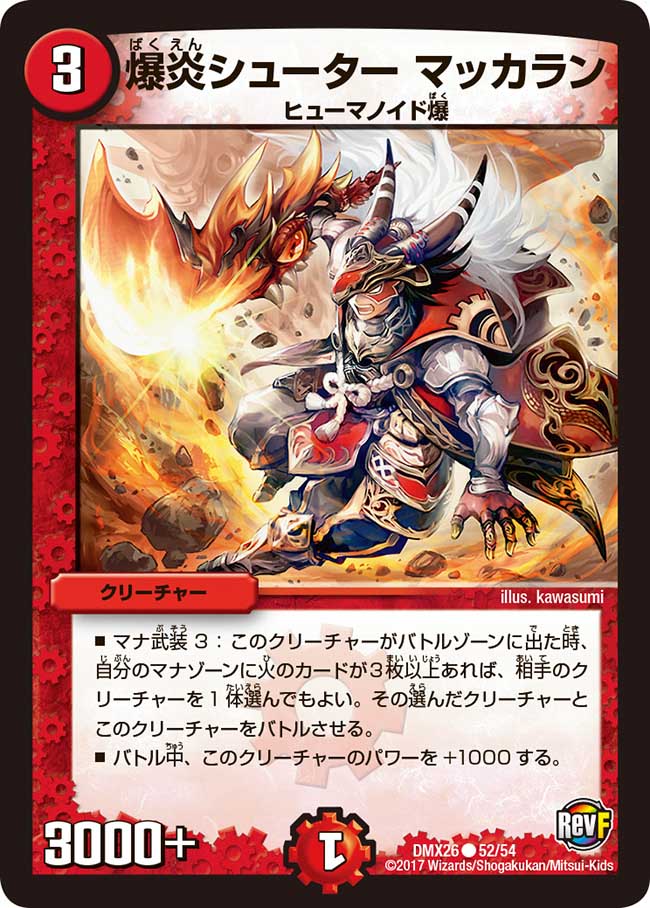 3
爆炎シューター マッカラン
ヒューマノイド爆
クリーチャー
illus. kawasumi
■ マナ武装 3：このクリーチャーがバトルゾーンに出た時、
自分のマナゾーンに火のカードが3枚以上あれば、相手のク
リーチャーを1体選んでもよい。その選んだクリーチャーと
このクリーチャーをバトルさせる。
■ バトル中、このクリーチャーのパワーを+1000する。
3000+
1
RevF
DMX26 ● 52/54
©2017 Wizards/Shogakukan/Mitsui-Kids